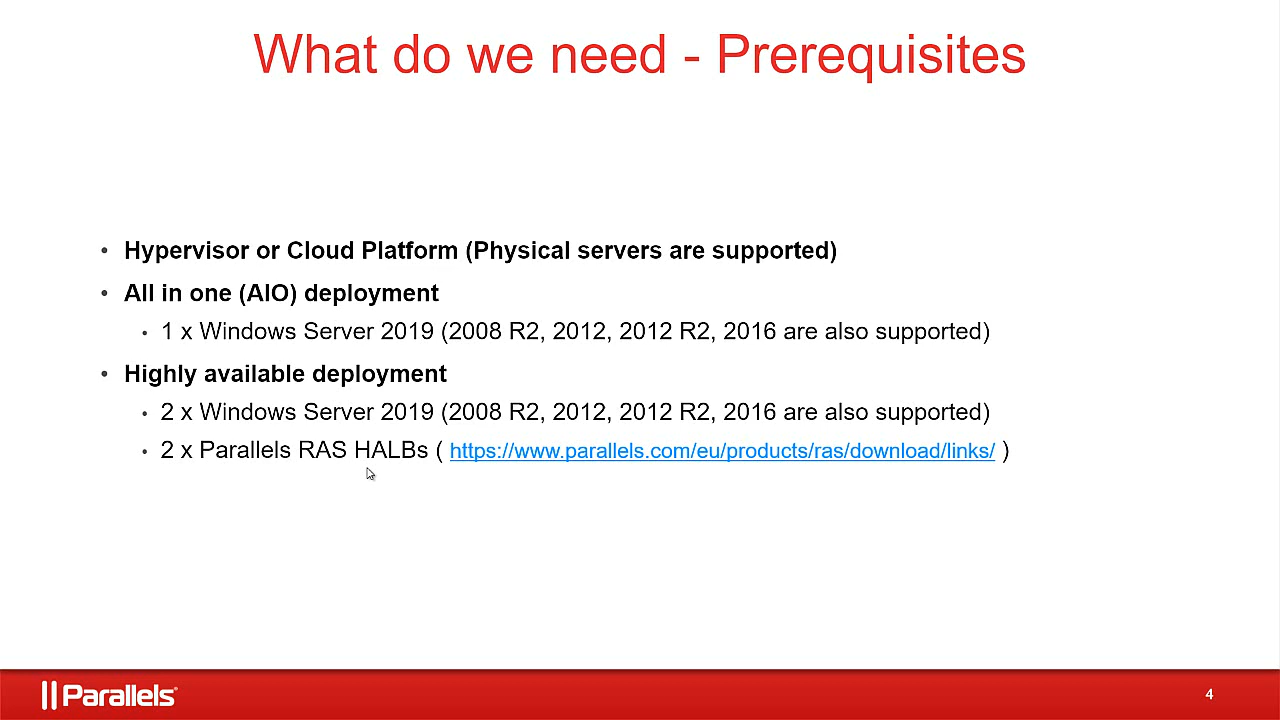 What do we need - Prerequisites
• Hypervisor or Cloud Platform (Physical servers are supported)
• All in one (AIO) deployment
• 1 x Windows Server 2019 (2008 R2, 2012, 2012 R2, 2016 are also supported)
• Highly available deployment
• 2 x Windows Server 2019 (2008 R2, 2012, 2012 R2, 2016 are also supported)
• 2 x Parallels RAS HALBs ( https://www.parallels.com/eu/products/ras/download/links/ )
Parallels®
4